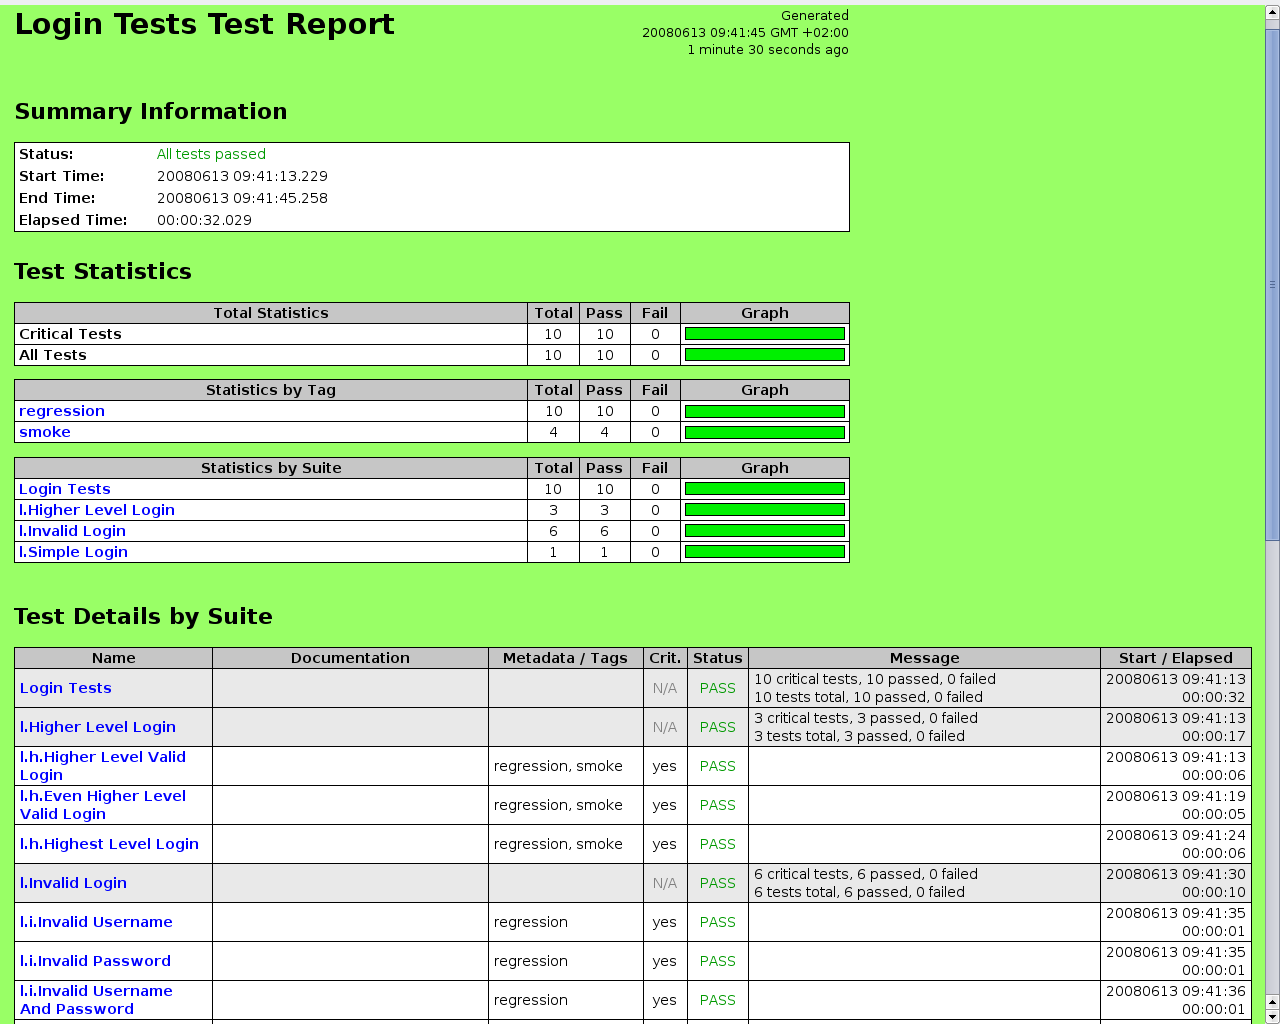 Login Tests Test Report
Generated
20080613 09:41:45 GMT +02:00
1 minute 30 seconds ago
Summary Information
Status: All tests passed
Start Time: 20080613 09:41:13.229
End Time: 20080613 09:41:45.258
Elapsed Time: 00:00:32.029
Test Statistics
Total Statistics Total Pass Fail Graph
Critical Tests 10 10 0
All Tests 10 10 0
Statistics by Tag Total Pass Fail Graph
regression 10 10 0
smoke 4 4 0
Statistics by Suite Total Pass Fail Graph
Login Tests 10 10 0
l.Higher Level Login 3 3 0
l.Invalid Login 6 6 0
l.Simple Login 1 1 0
Test Details by Suite
Name Documentation Metadata / Tags Crit. Status Message Start / Elapsed
Login Tests N/A PASS 10 critical tests, 10 passed, 0 failed 20080613 09:41:13
10 tests total, 10 passed, 0 failed 00:00:32
l.Higher Level Login N/A PASS 3 critical tests, 3 passed, 0 failed 20080613 09:41:13
3 tests total, 3 passed, 0 failed 00:00:17
l.h.Higher Level Valid regression, smoke yes PASS 20080613 09:41:13
Login 00:00:06
l.h.Even Higher Level regression, smoke yes PASS 20080613 09:41:19
Valid Login 00:00:05
l.h.Highest Level Login regression, smoke yes PASS 20080613 09:41:24
00:00:06
l.Invalid Login N/A PASS 6 critical tests, 6 passed, 0 failed 20080613 09:41:30
6 tests total, 6 passed, 0 failed 00:00:10
l.i.Invalid Username regression yes PASS 20080613 09:41:35
00:00:01
l.i.Invalid Password regression yes PASS 20080613 09:41:35
00:00:01
l.i.Invalid Username regression yes PASS 20080613 09:41:36
And Password 00:00:01